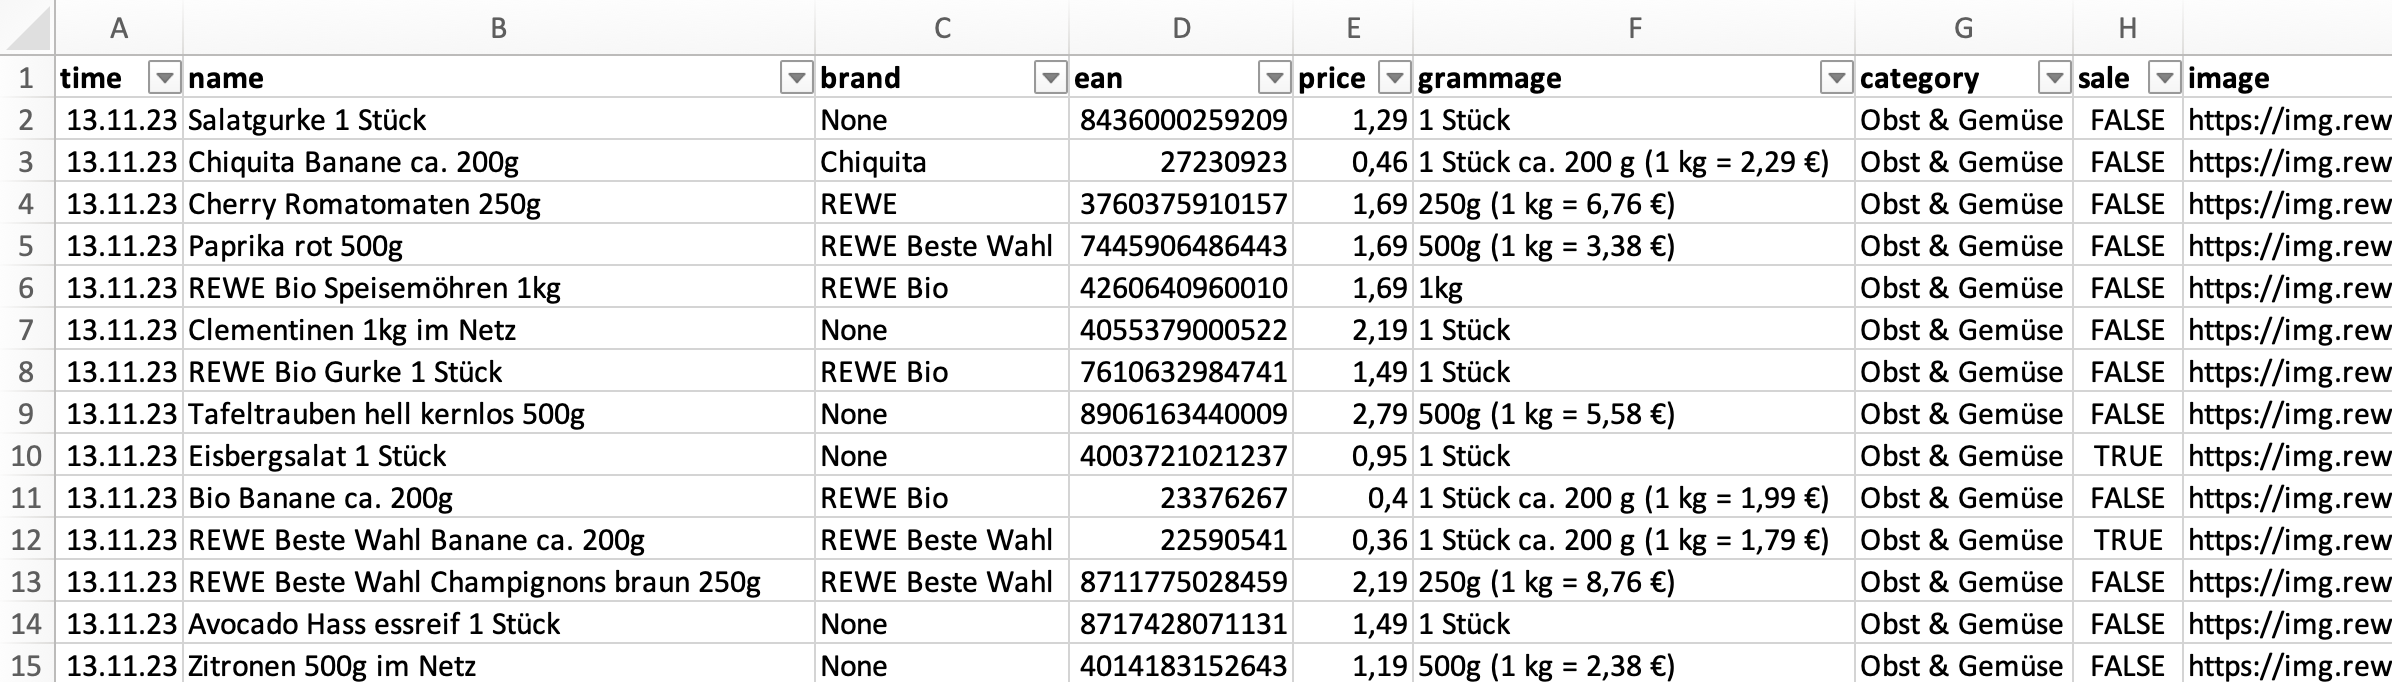 A B C D E F G H
1 time name brand ean price grammage category sale image
2 13.11.23 Salatgurke 1 Stück None 8436000259209 1,29 1 Stück Obst & Gemüse FALSE https://img.rew
3 13.11.23 Chiquita Banane ca. 200g Chiquita 27230923 0,46 1 Stück ca. 200 g (1 kg = 2,29 €) Obst & Gemüse FALSE https://img.rew
4 13.11.23 Cherry Romatomaten 250g REWE 3760375910157 1,69 250g (1 kg = 6,76 €) Obst & Gemüse FALSE https://img.rew
5 13.11.23 Paprika rot 500g REWE Beste Wahl 7445906486443 1,69 500g (1 kg = 3,38 €) Obst & Gemüse FALSE https://img.rew
6 13.11.23 REWE Bio Speisemöhren 1kg REWE Bio 4260640960010 1,69 1kg Obst & Gemüse FALSE https://img.rew
7 13.11.23 Clementinen 1kg im Netz None 4055379000522 2,19 1 Stück Obst & Gemüse FALSE https://img.rew
8 13.11.23 REWE Bio Gurke 1 Stück REWE Bio 7610632984741 1,49 1 Stück Obst & Gemüse FALSE https://img.rew
9 13.11.23 Tafeltrauben hell kernlos 500g None 8906163440009 2,79 500g (1 kg = 5,58 €) Obst & Gemüse FALSE https://img.rew
10 13.11.23 Eisbergsalat 1 Stück None 4003721021237 0,95 1 Stück Obst & Gemüse TRUE https://img.rew
11 13.11.23 Bio Banane ca. 200g REWE Bio 23376267 0,4 1 Stück ca. 200 g (1 kg = 1,99 €) Obst & Gemüse FALSE https://img.rew
12 13.11.23 REWE Beste Wahl Banane ca. 200g REWE Beste Wahl 22590541 0,36 1 Stück ca. 200 g (1 kg = 1,79 €) Obst & Gemüse TRUE https://img.rew
13 13.11.23 REWE Beste Wahl Champignons braun 250g REWE Beste Wahl 8711775028459 2,19 250g (1 kg = 8,76 €) Obst & Gemüse FALSE https://img.rew
14 13.11.23 Avocado Hass essreif 1 Stück None 8717428071131 1,49 1 Stück Obst & Gemüse FALSE https://img.rew
15 13.11.23 Zitronen 500g im Netz None 4014183152643 1,19 500g (1 kg = 2,38 €) Obst & Gemüse FALSE https://img.rew